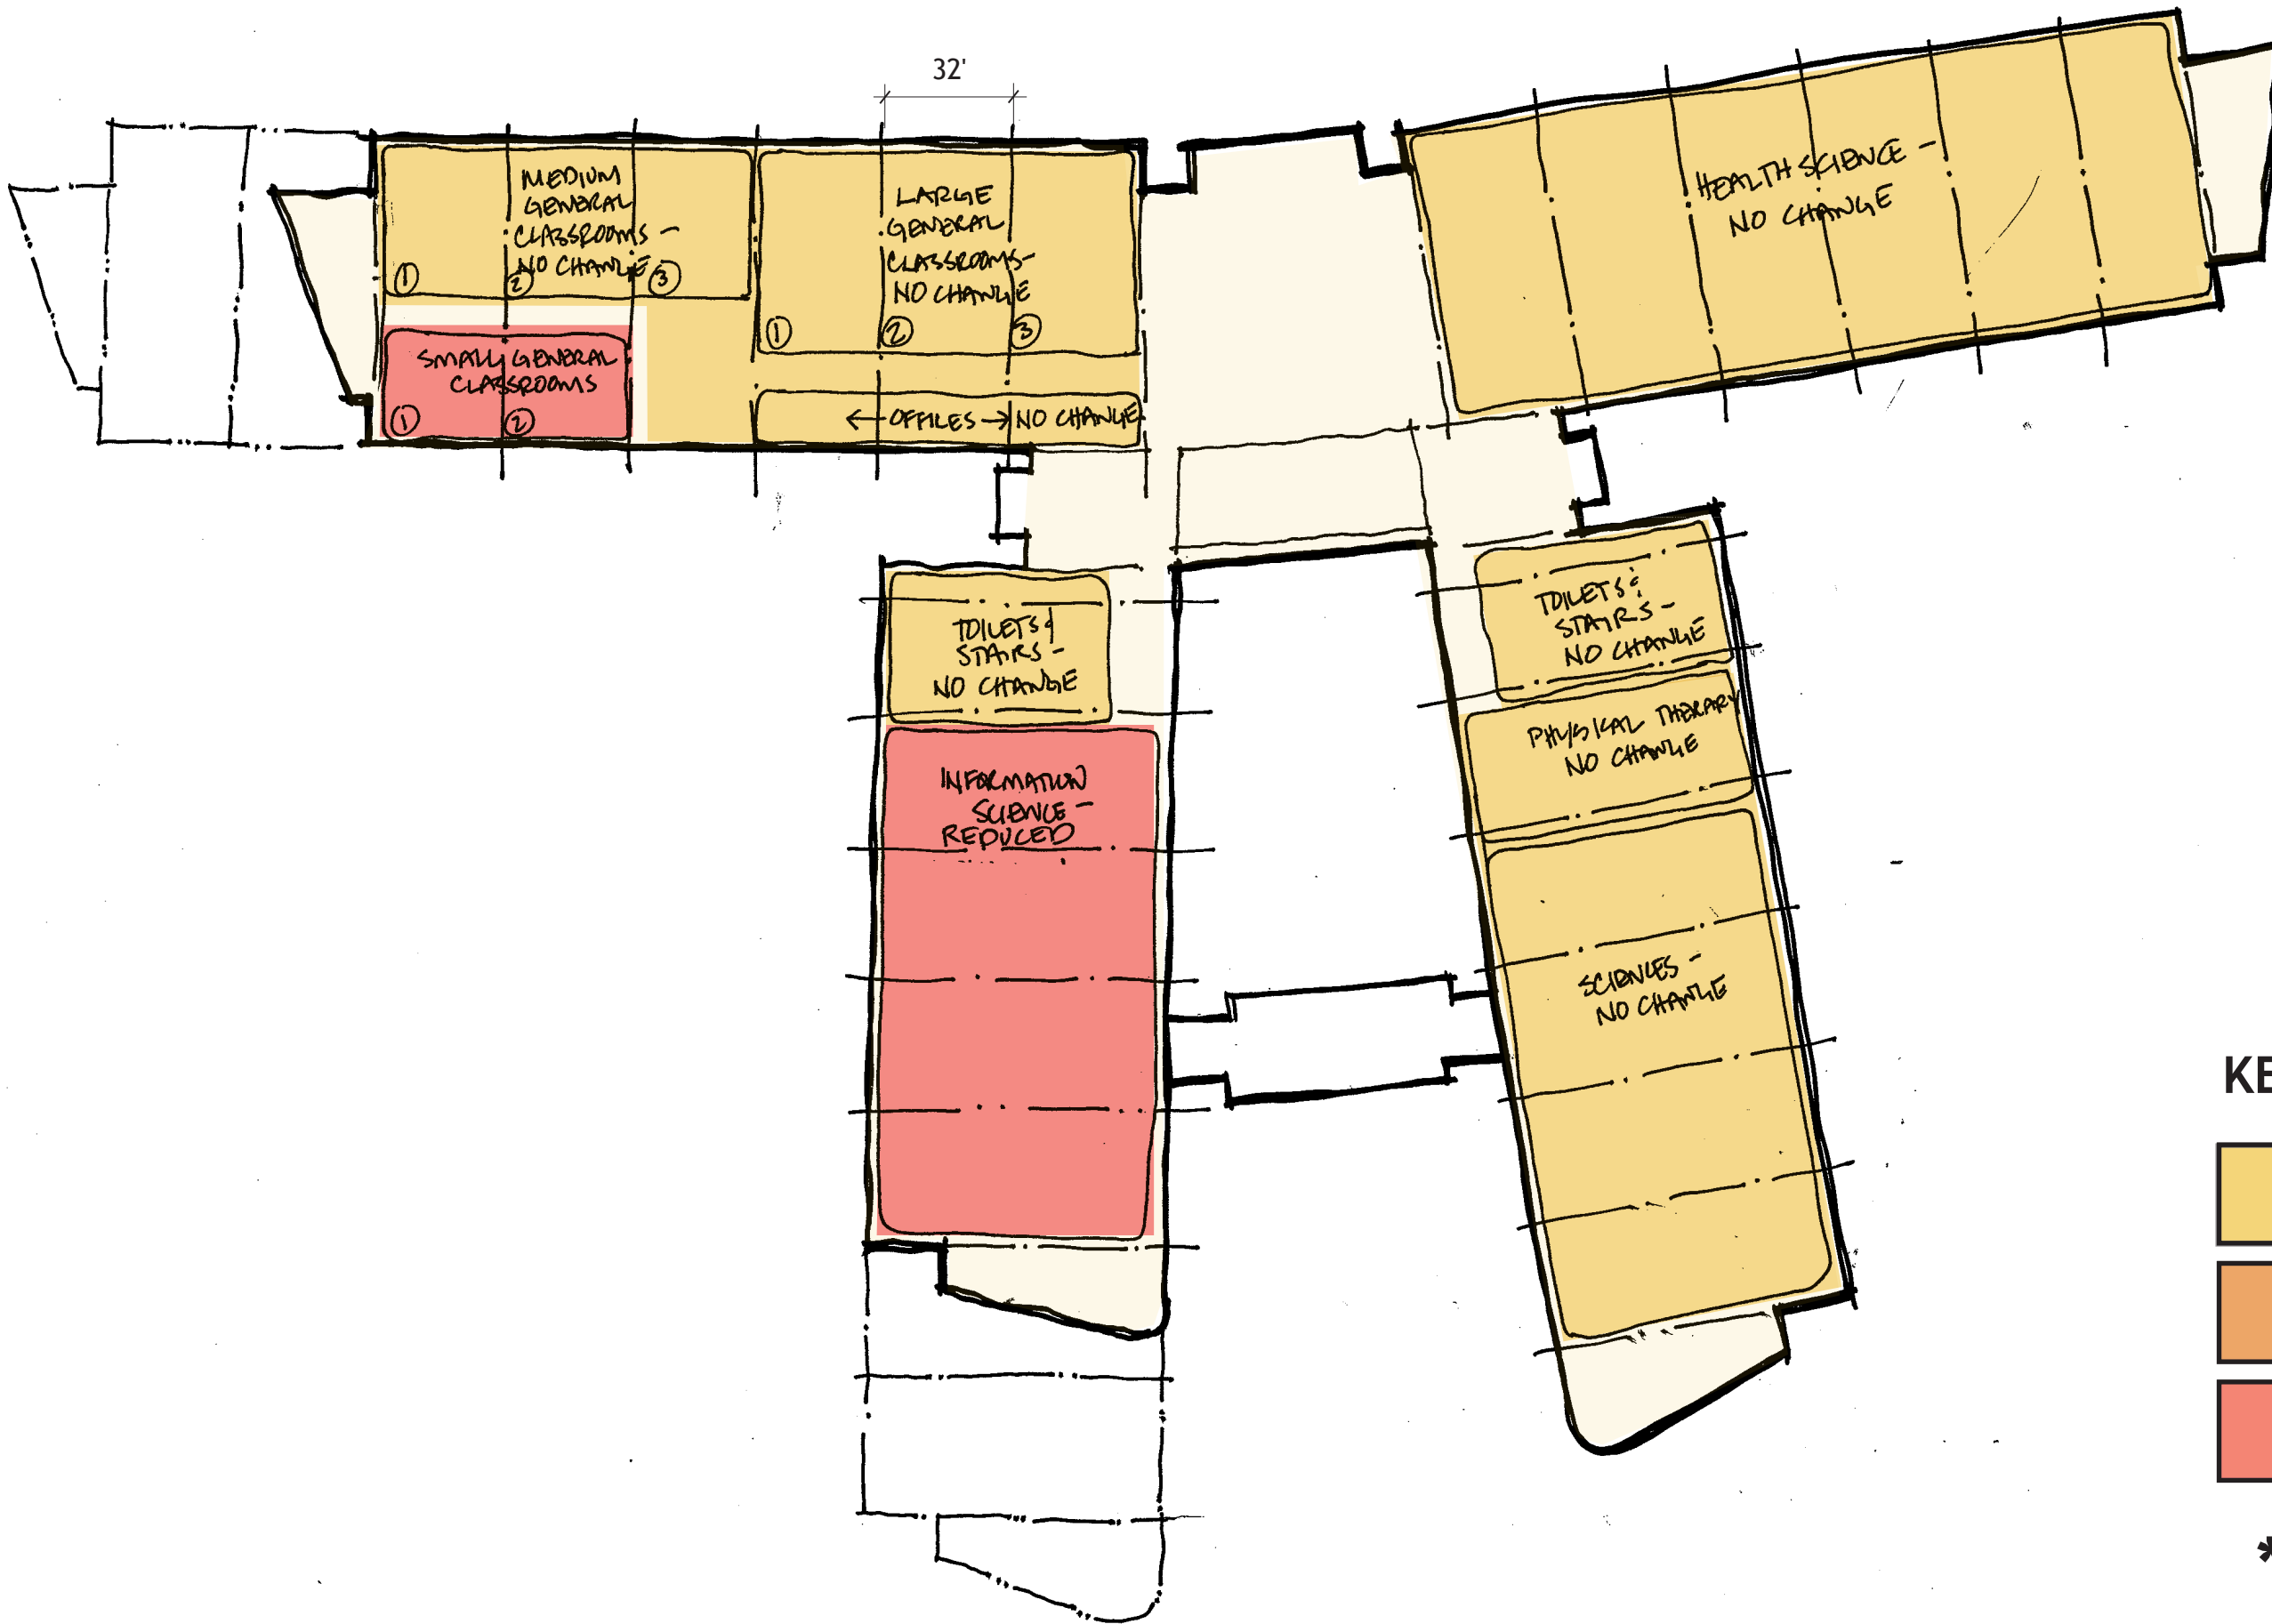 32'
MEDIUM
GENERAL
CLASSROOMS -
NO CHANGE
1 2 3
LARGE
GENERAL
CLASSROOMS-
NO CHANGE
1 2 3
SMALL GENERAL
CLASSROOMS
1 2
← OFFICES → NO CHANGE
HEALTH SCIENCE -
NO CHANGE
TOILETS &
STAIRS -
NO CHANGE
INFORMATION
SCIENCE -
REDUCED
TOILETS &
STAIRS -
NO CHANGE
PHYSICAL THERAPY
NO CHANGE
SCIENCES -
NO CHANGE
KE
*